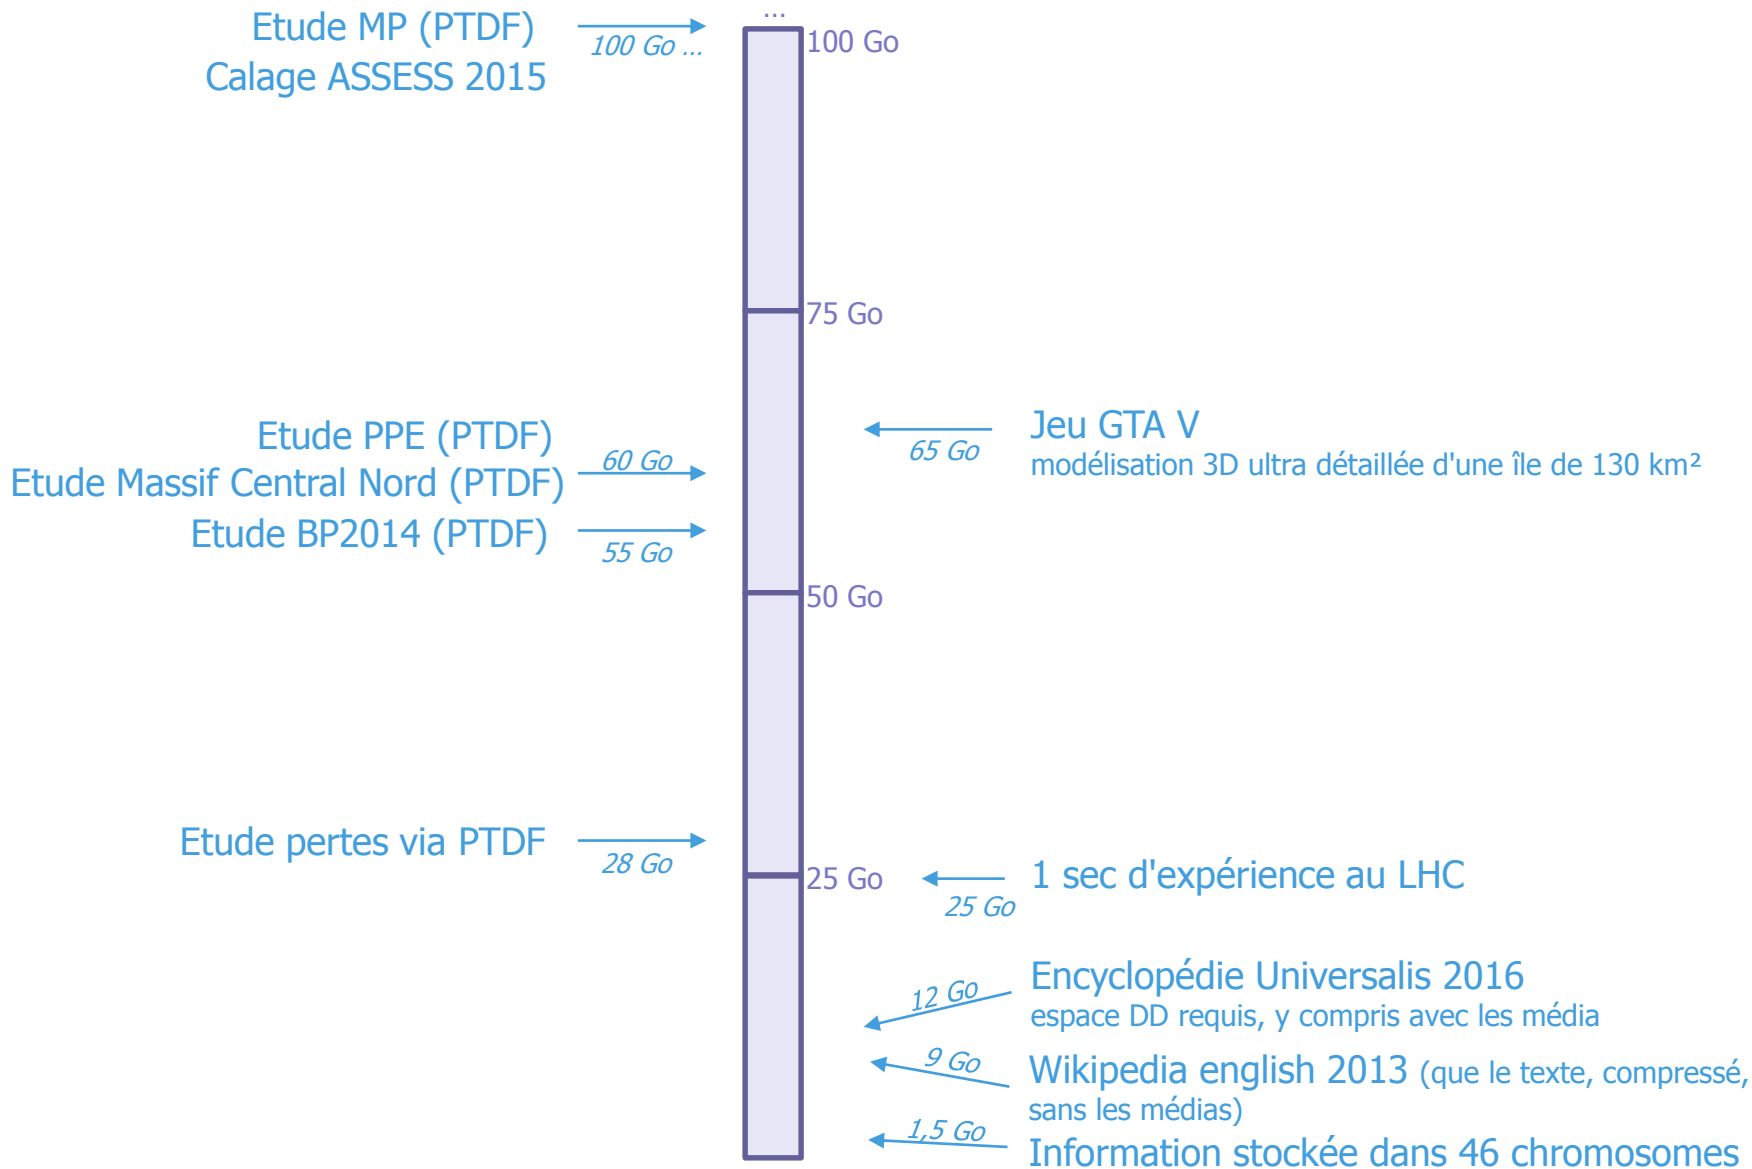 ...
Etude MP (PTDF)
100 Go ...
100 Go
Calage ASSESS 2015
75 Go
Etude PPE (PTDF)
60 Go
Etude Massif Central Nord (PTDF)
Etude BP2014 (PTDF)
55 Go
Jeu GTA V
65 Go
modélisation 3D ultra détaillée d'une île de 130 km²
50 Go
Etude pertes via PTDF
28 Go
25 Go
1 sec d'expérience au LHC
25 Go
Encyclopédie Universalis 2016
12 Go
espace DD requis, y compris avec les média
9 Go
Wikipedia english 2013 (que le texte, compressé,
sans les médias)
1,5 Go
Information stockée dans 46 chromosomes